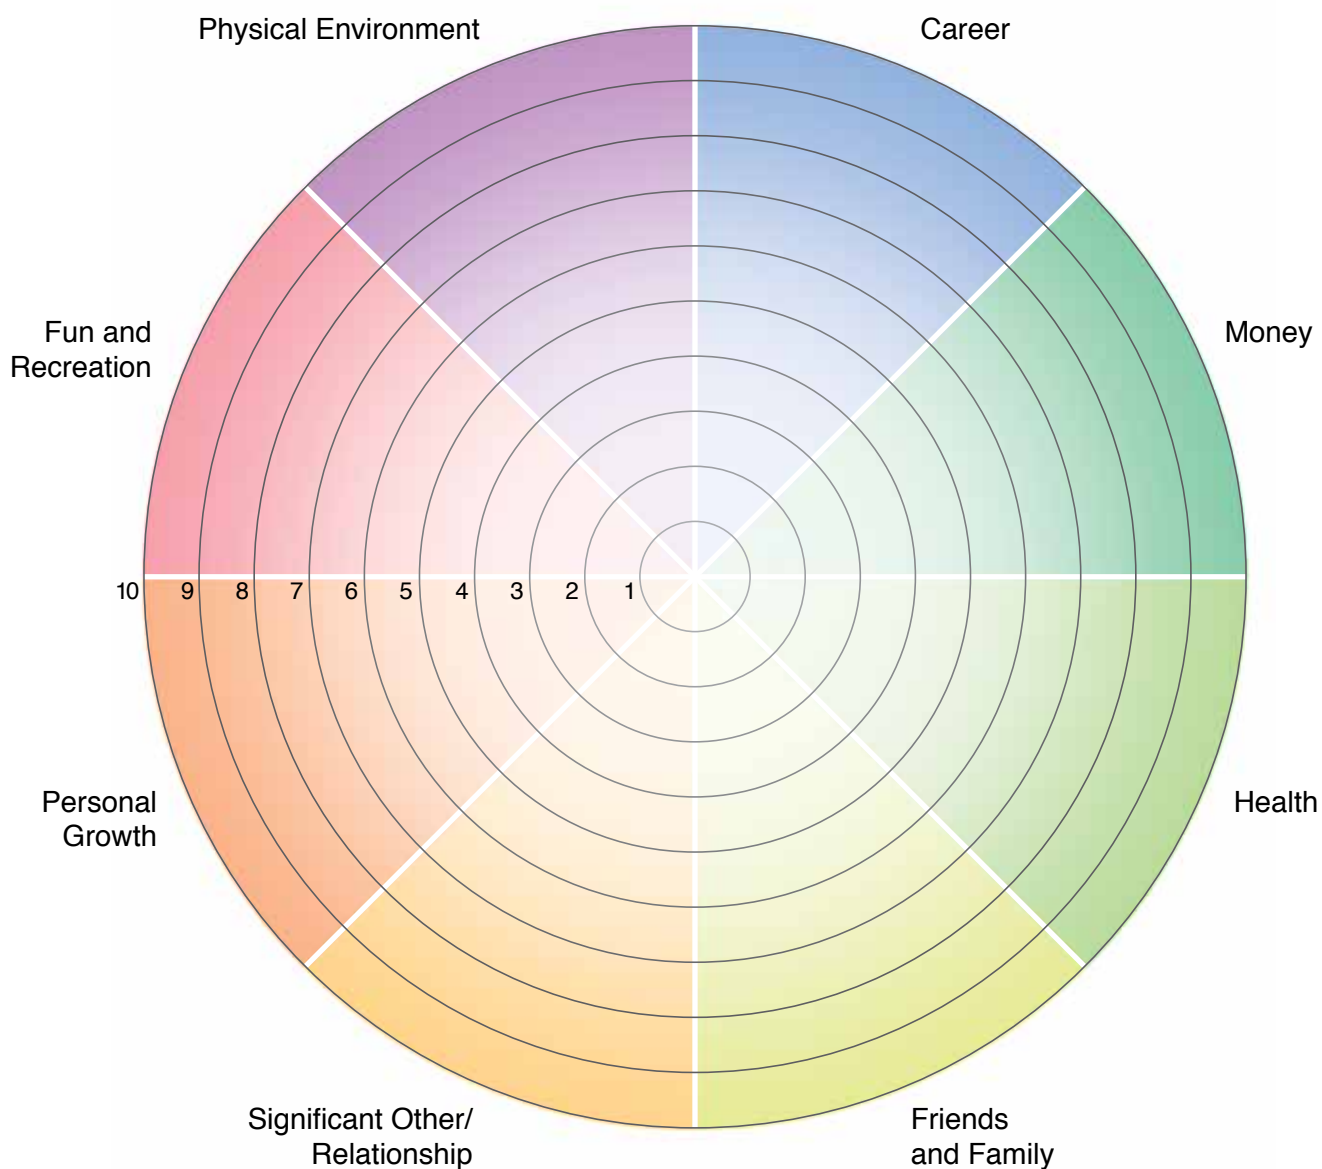 Physical Environment
Career
Fun and
Recreation
Money
10 9 8 7 6 5 4 3 2 1
Personal
Growth
Health
Significant Other/
Relationship
Friends
and Family